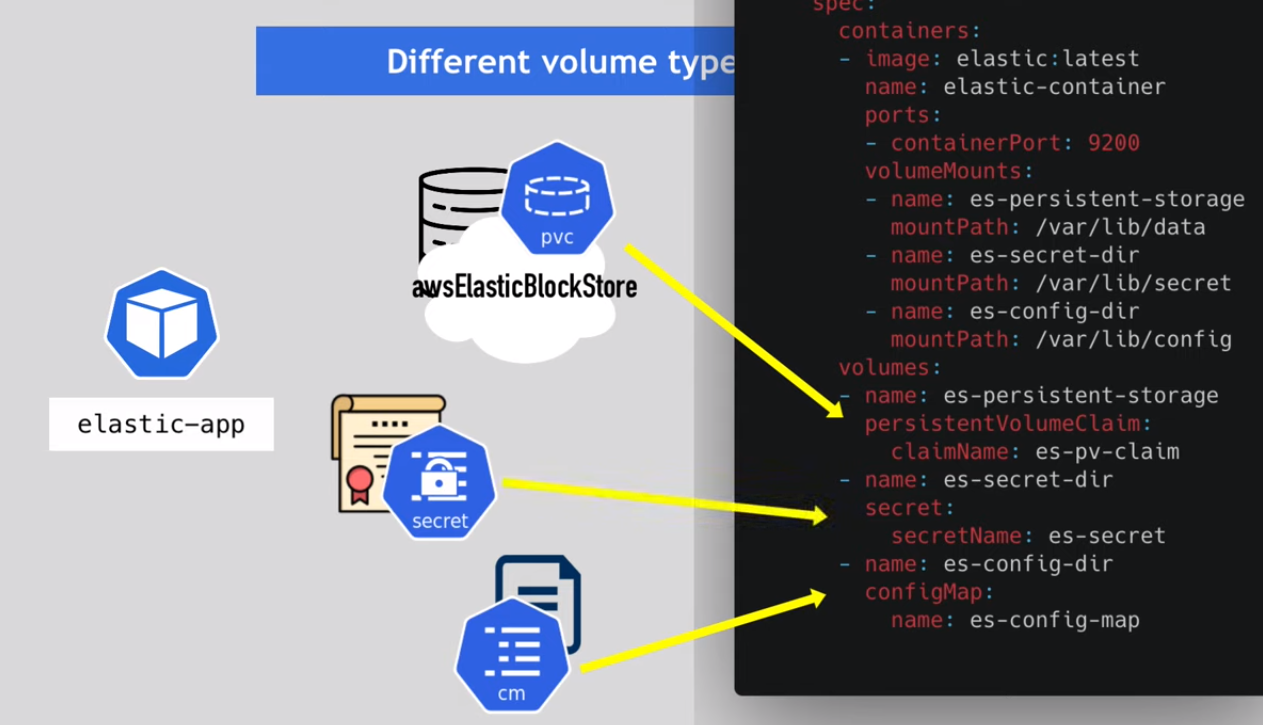 Different volume type
pvc
awsElasticBlockStore
elastic-app
secret
cm
spec:
containers:
- image: elastic:latest
name: elastic-container
ports:
- containerPort: 9200
volumeMounts:
- name: es-persistent-storage
mountPath: /var/lib/data
- name: es-secret-dir
mountPath: /var/lib/secret
- name: es-config-dir
mountPath: /var/lib/config
volumes:
- name: es-persistent-storage
persistentVolumeClaim:
claimName: es-pv-claim
- name: es-secret-dir
secret:
secretName: es-secret
- name: es-config-dir
configMap:
name: es-config-map